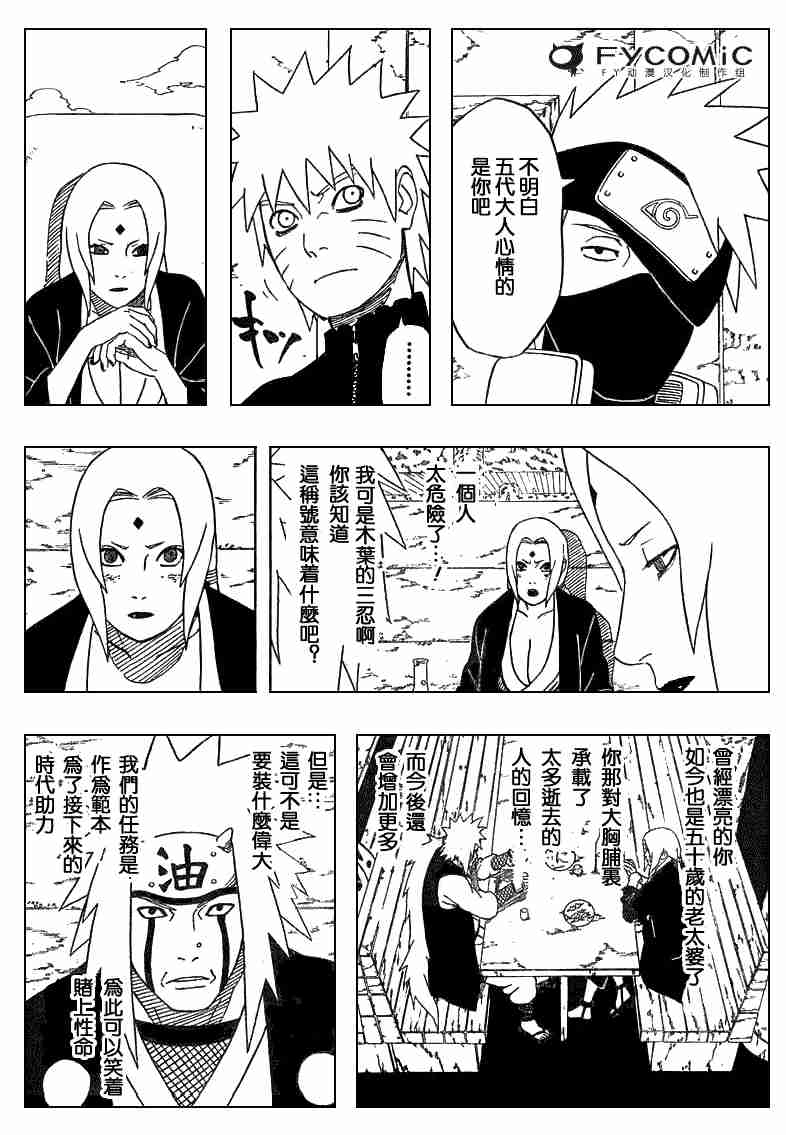 FYCOMIC
FY动漫汉化制作组
不明白
五代大人心情的
是你吧
………
キッ
一個人
太危險了…！
我可是木葉的三忍啊
你該知道
這稱號意味着什麼吧？
曾經漂亮的你
如今也是五十歲的老太婆了
你那對大胸脯裏
承載了
太多逝去的
人的回憶…
而今後還
會增加更多
但是…
這可不是
要裝什麼偉大
我們的任務是
作爲範本
爲了接下來的
時代助力
油
爲此可以笑着
賭上性命